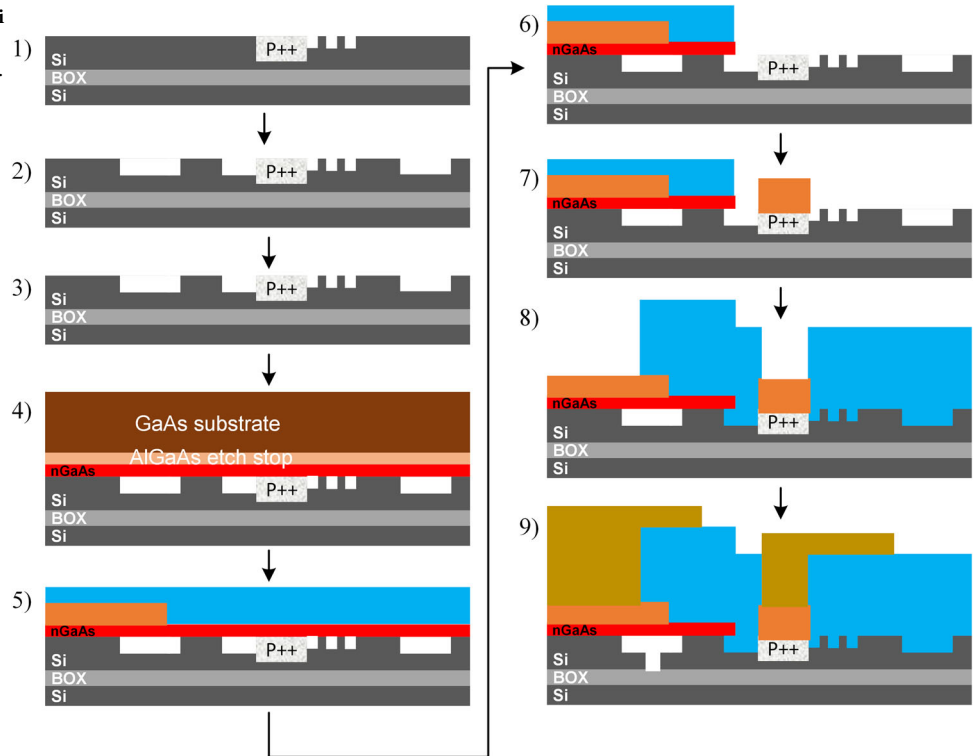 i
1)
P++
Si
BOX
Si
2)
P++
Si
BOX
Si
3)
P++
Si
BOX
Si
4)
GaAs substrate
AlGaAs etch stop
nGaAs
P++
Si
BOX
Si
5)
nGaAs
P++
Si
BOX
Si
6)
nGaAs
P++
Si
BOX
Si
7)
nGaAs
P++
Si
BOX
Si
8)
nGaAs
P++
Si
BOX
Si
9)
nGaAs
P++
Si
BOX
Si